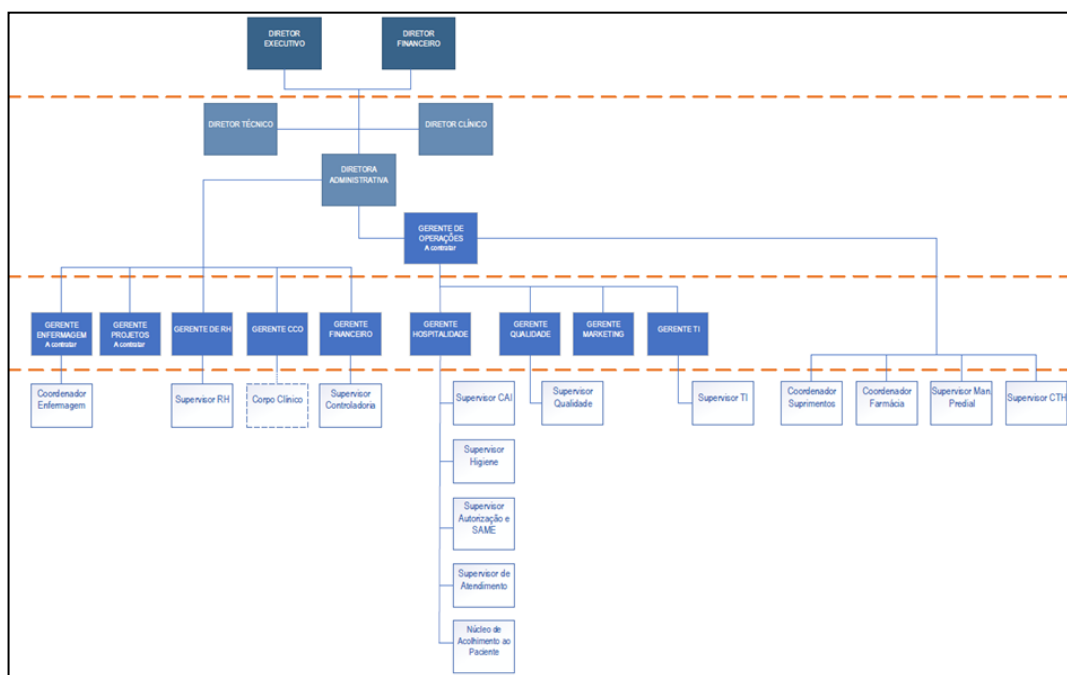 DIRETOR
EXECUTIVO
DIRETOR
FINANCEIRO
DIRETOR TÉCNICO
DIRETOR CLÍNICO
DIRETORA
ADMINISTRATIVA
GERENTE DE
OPERAÇÕES
A contratar
GERENTE
ENFERMAGEM
A contratar
GERENTE
PROJETOS
A contratar
GERENTE DE RH
GERENTE CCO
GERENTE
FINANCEIRO
GERENTE
HOSPITALIDADE
GERENTE
QUALIDADE
GERENTE
MARKETING
GERENTE TI
Coordenador
Enfermagem
Supervisor RH
Corpo Clínico
Supervisor
Controladoria
Supervisor CAI
Supervisor
Qualidade
Supervisor TI
Coordenador
Suprimentos
Coordenador
Farmácia
Supervisor Man.
Predial
Supervisor CTH
Supervisor
Higiene
Supervisor
Autorização e
SAME
Supervisor de
Atendimento
Núcleo de
Acolhimento ao
Paciente